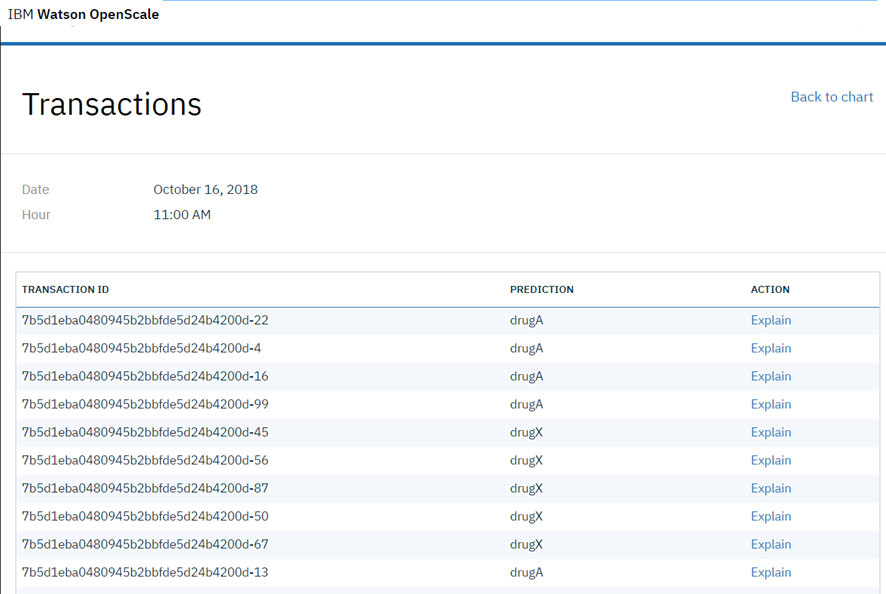 IBM Watson OpenScale
Transactions
Back to chart
Date October 16, 2018
Hour 11:00 AM
TRANSACTION ID PREDICTION ACTION
7b5d1eba0480945b2bbfde5d24b4200d-22 drugA Explain
7b5d1eba0480945b2bbfde5d24b4200d-4 drugA Explain
7b5d1eba0480945b2bbfde5d24b4200d-16 drugA Explain
7b5d1eba0480945b2bbfde5d24b4200d-99 drugA Explain
7b5d1eba0480945b2bbfde5d24b4200d-45 drugX Explain
7b5d1eba0480945b2bbfde5d24b4200d-56 drugX Explain
7b5d1eba0480945b2bbfde5d24b4200d-87 drugX Explain
7b5d1eba0480945b2bbfde5d24b4200d-50 drugX Explain
7b5d1eba0480945b2bbfde5d24b4200d-67 drugX Explain
7b5d1eba0480945b2bbfde5d24b4200d-13 drugA Explain